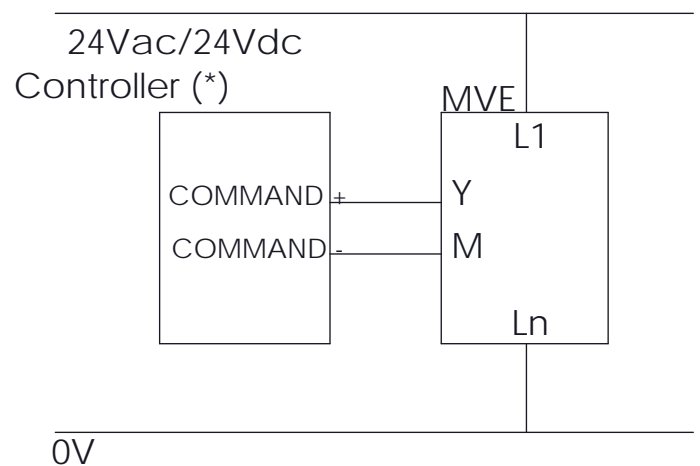 24Vac/24Vdc
Controller (*)
MVE
L1
COMMAND + Y
COMMAND - M
Ln
0V